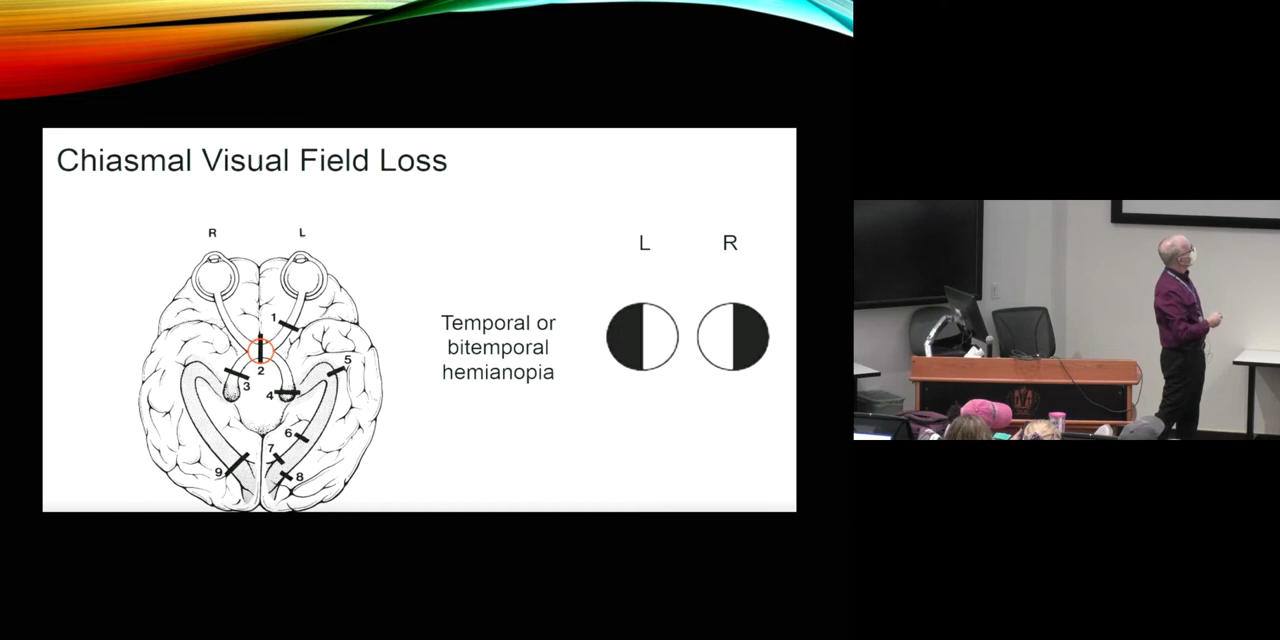 Chiasmal Visual Field Loss
R L
1
2
3
4
5
6
7
8
9
Temporal or
bitemporal
hemianopia
L R